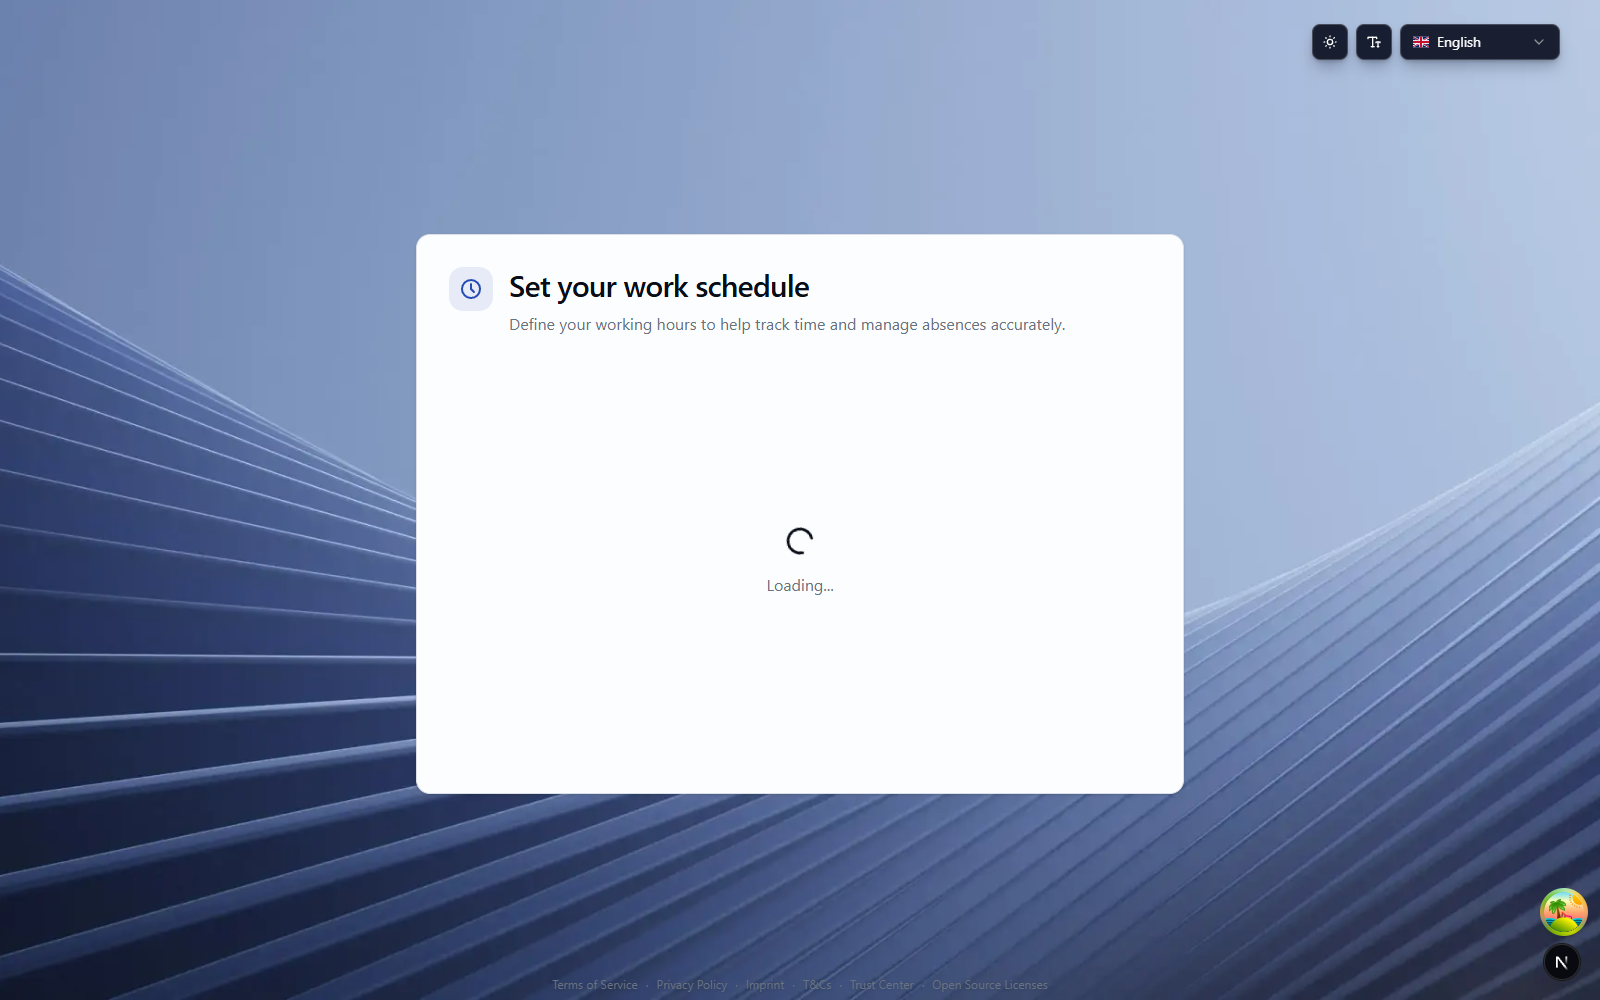 English
Set your work schedule
Define your working hours to help track time and manage absences accurately.
Loading...
Terms of Service · Privacy Policy · Imprint · T&Cs · Trust Center · Open Source Licenses
N